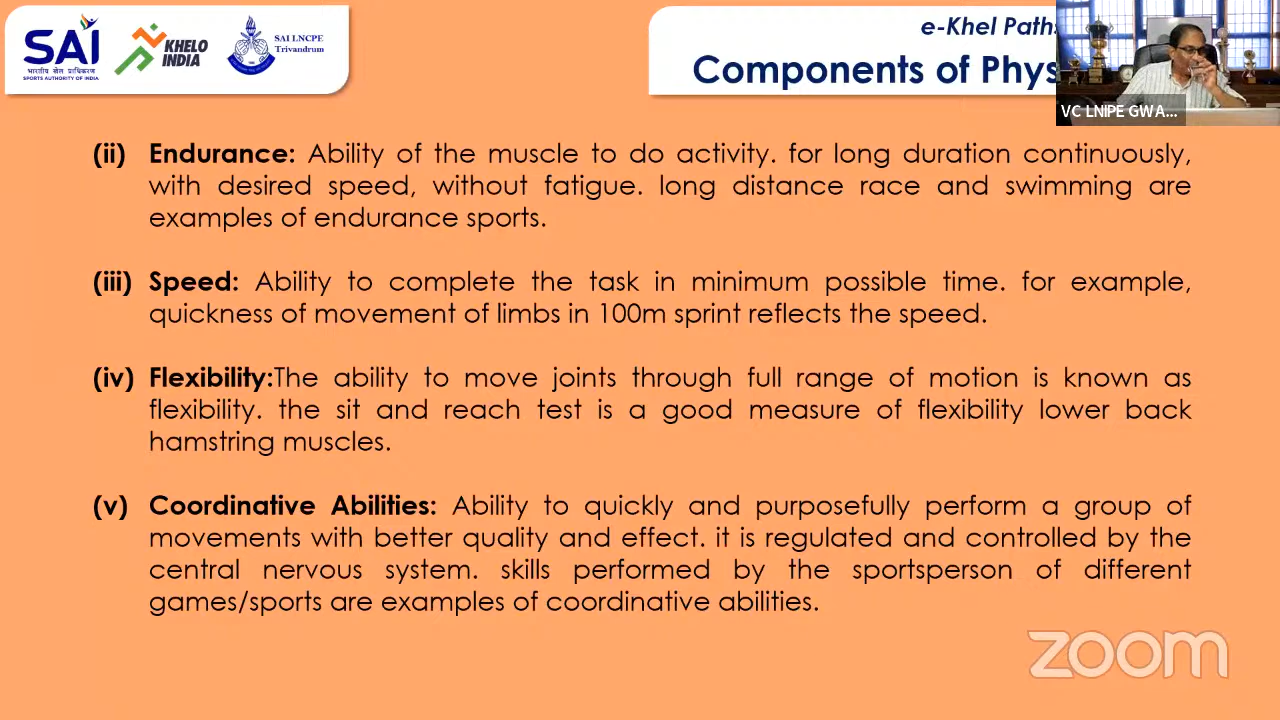 SAI
भारतीय खेल प्राधिकरण
SPORTS AUTHORITY OF INDIA
KHELO
INDIA
SAI LNCPE
Trivandrum
e-Khel Paths
Components of Phys
VC LNIPE GWA...
(ii) Endurance: Ability of the muscle to do activity. for long duration continuously,
with desired speed, without fatigue. long distance race and swimming are
examples of endurance sports.
(iii) Speed: Ability to complete the task in minimum possible time. for example,
quickness of movement of limbs in 100m sprint reflects the speed.
(iv) Flexibility:The ability to move joints through full range of motion is known as
flexibility. the sit and reach test is a good measure of flexibility lower back
hamstring muscles.
(v) Coordinative Abilities: Ability to quickly and purposefully perform a group of
movements with better quality and effect. it is regulated and controlled by the
central nervous system. skills performed by the sportsperson of different
games/sports are examples of coordinative abilities.
zoom